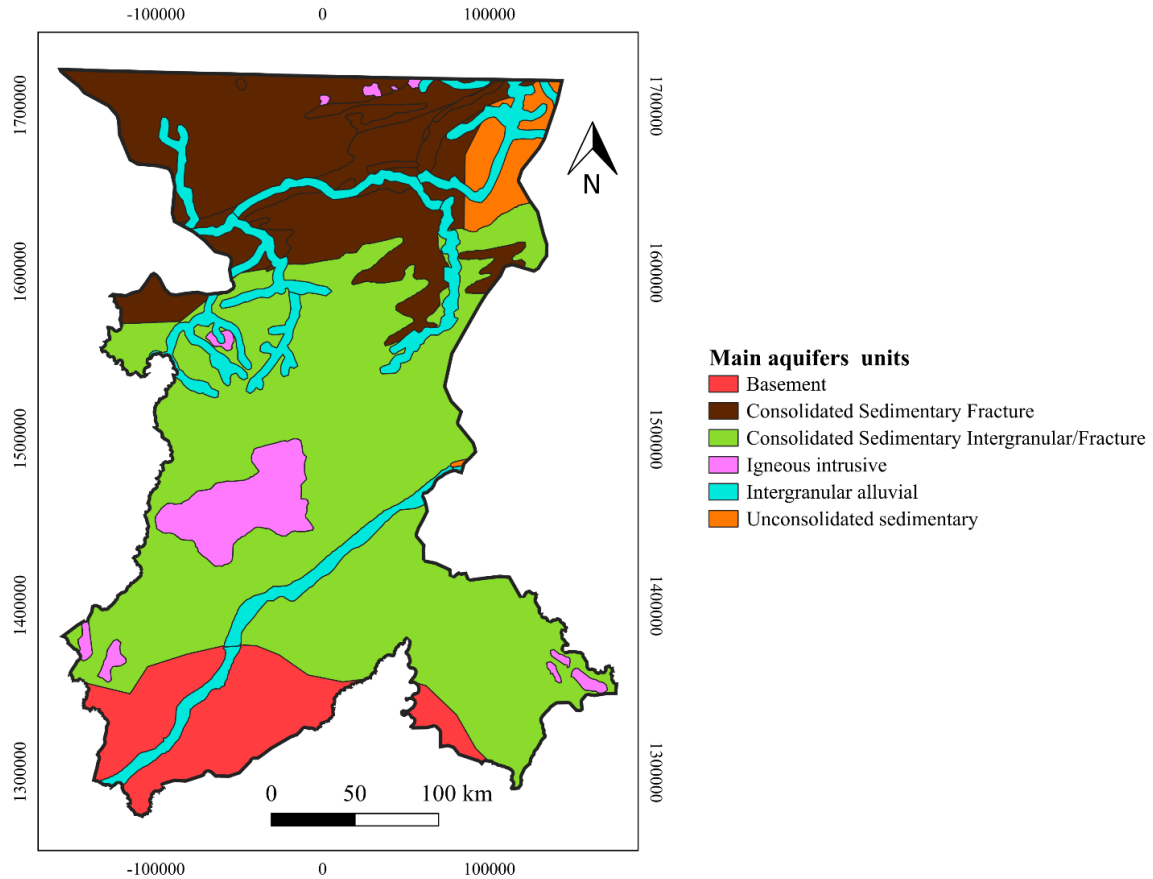 -100000 0 100000
1700000
1600000
1500000
1400000
1300000
1700000
1600000
1500000
1400000
1300000
N
Main aquifers units
Basement
Consolidated Sedimentary Fracture
Consolidated Sedimentary Intergranular/Fracture
Igneous intrusive
Intergranular alluvial
Unconsolidated sedimentary
0 50 100 km
-100000 0 100000